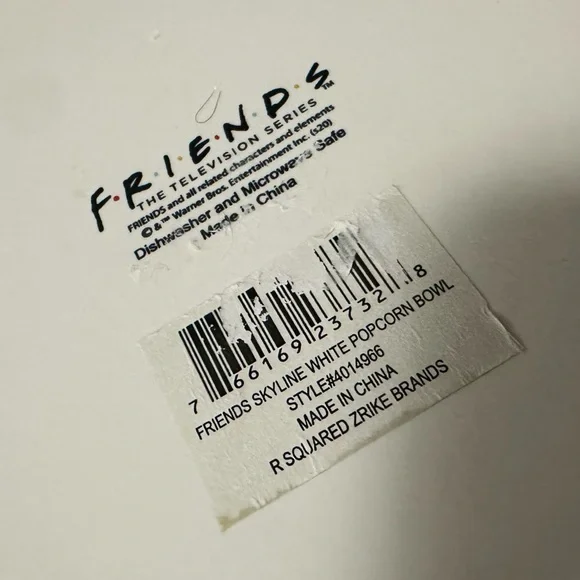 F·R·I·E·N·D·S™
THE TELEVISION SERIES
FRIENDS and all related characters and elements
© & ™ Warner Bros. Entertainment Inc. (s20)
Dishwasher and Microwave Safe
Made in China
7 66169 23732 8
FRIENDS SKYLINE WHITE POPCORN BOWL
STYLE#4014966
MADE IN CHINA
R SQUARED ZRIKE BRANDS